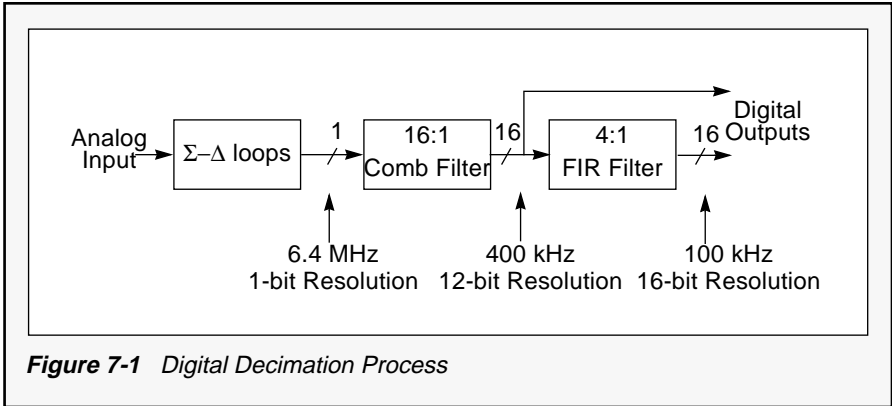 Analog
Input
Σ–Δ loops
1
16:1
Comb Filter
16
4:1
FIR Filter
16
Digital
Outputs
6.4 MHz
1-bit Resolution
400 kHz
12-bit Resolution
100 kHz
16-bit Resolution
Figure 7-1 Digital Decimation Process